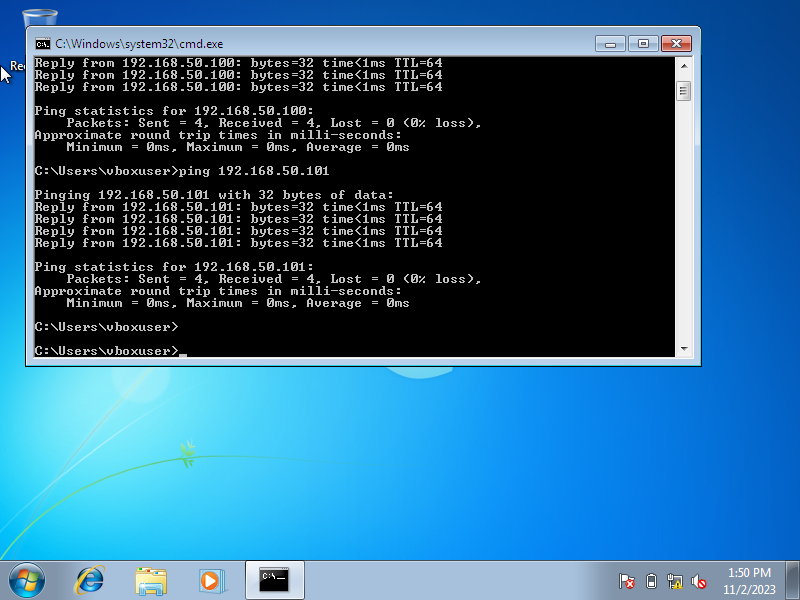 C:\Windows\system32\cmd.exe
Reply from 192.168.50.100: bytes=32 time<1ms TTL=64
Reply from 192.168.50.100: bytes=32 time<1ms TTL=64
Reply from 192.168.50.100: bytes=32 time<1ms TTL=64
Ping statistics for 192.168.50.100:
Packets: Sent = 4, Received = 4, Lost = 0 (0% loss),
Approximate round trip times in milli-seconds:
Minimum = 0ms, Maximum = 0ms, Average = 0ms
C:\Users\vboxuser>ping 192.168.50.101
Pinging 192.168.50.101 with 32 bytes of data:
Reply from 192.168.50.101: bytes=32 time<1ms TTL=64
Reply from 192.168.50.101: bytes=32 time<1ms TTL=64
Reply from 192.168.50.101: bytes=32 time<1ms TTL=64
Reply from 192.168.50.101: bytes=32 time<1ms TTL=64
Ping statistics for 192.168.50.101:
Packets: Sent = 4, Received = 4, Lost = 0 (0% loss),
Approximate round trip times in milli-seconds:
Minimum = 0ms, Maximum = 0ms, Average = 0ms
C:\Users\vboxuser>
C:\Users\vboxuser>_
1:50 PM
11/2/2023